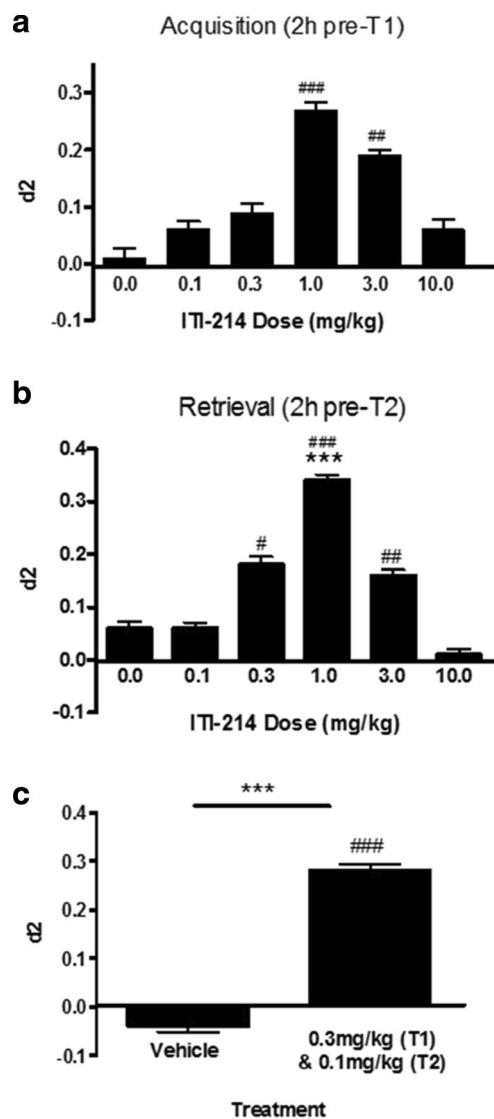 a
Acquisition (2h pre-T1)
###
##
0.3
0.2
0.1
0.0
-0.1
d2
0.0 0.1 0.3 1.0 3.0 10.0
ITI-214 Dose (mg/kg)
b
Retrieval (2h pre-T2)
###
***
#
##
0.4
0.3
0.2
0.1
0.0
-0.1
d2
0.0 0.1 0.3 1.0 3.0 10.0
ITI-214 Dose (mg/kg)
c
***
###
0.4
0.3
0.2
0.1
0.0
-0.1
d2
Vehicle
0.3mg/kg (T1)
& 0.1mg/kg (T2)
Treatment